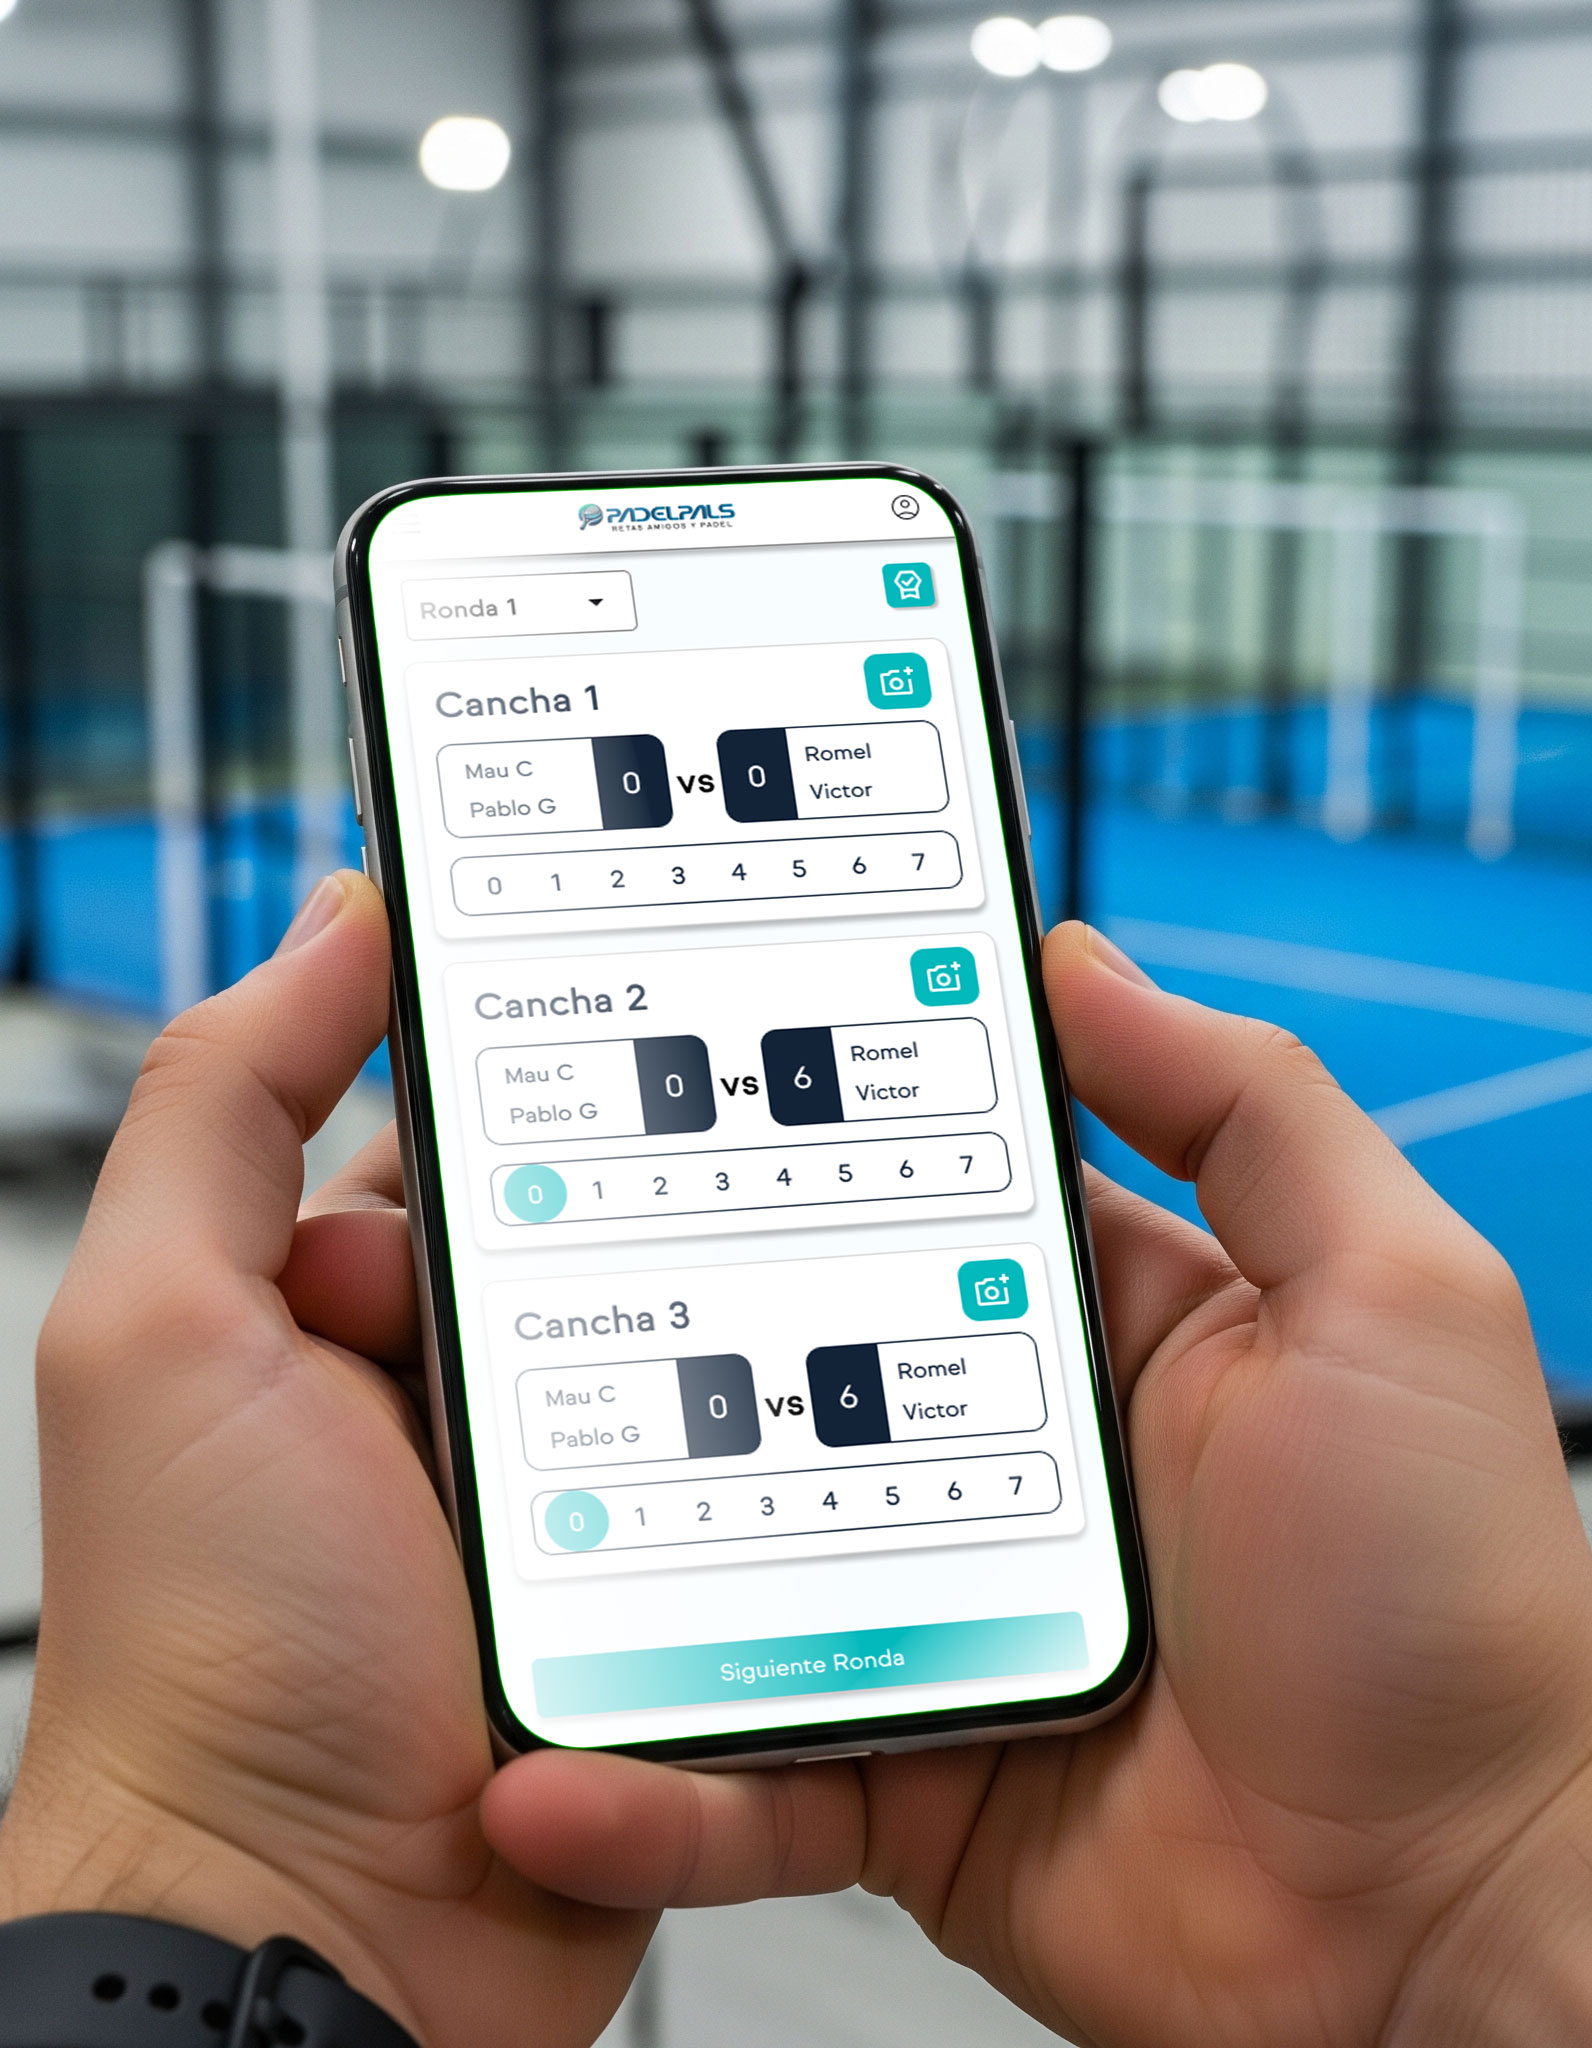 PADELPALS
RETAS AMIGOS Y PADEL
Ronda 1
Cancha 1
Mau C
Pablo G
0 vs 0
Romel
Victor
0 1 2 3 4 5 6 7
Cancha 2
Mau C
Pablo G
0 vs 6
Romel
Victor
0 1 2 3 4 5 6 7
Cancha 3
Mau C
Pablo G
0 vs 6
Romel
Victor
0 1 2 3 4 5 6 7
Siguiente Ronda